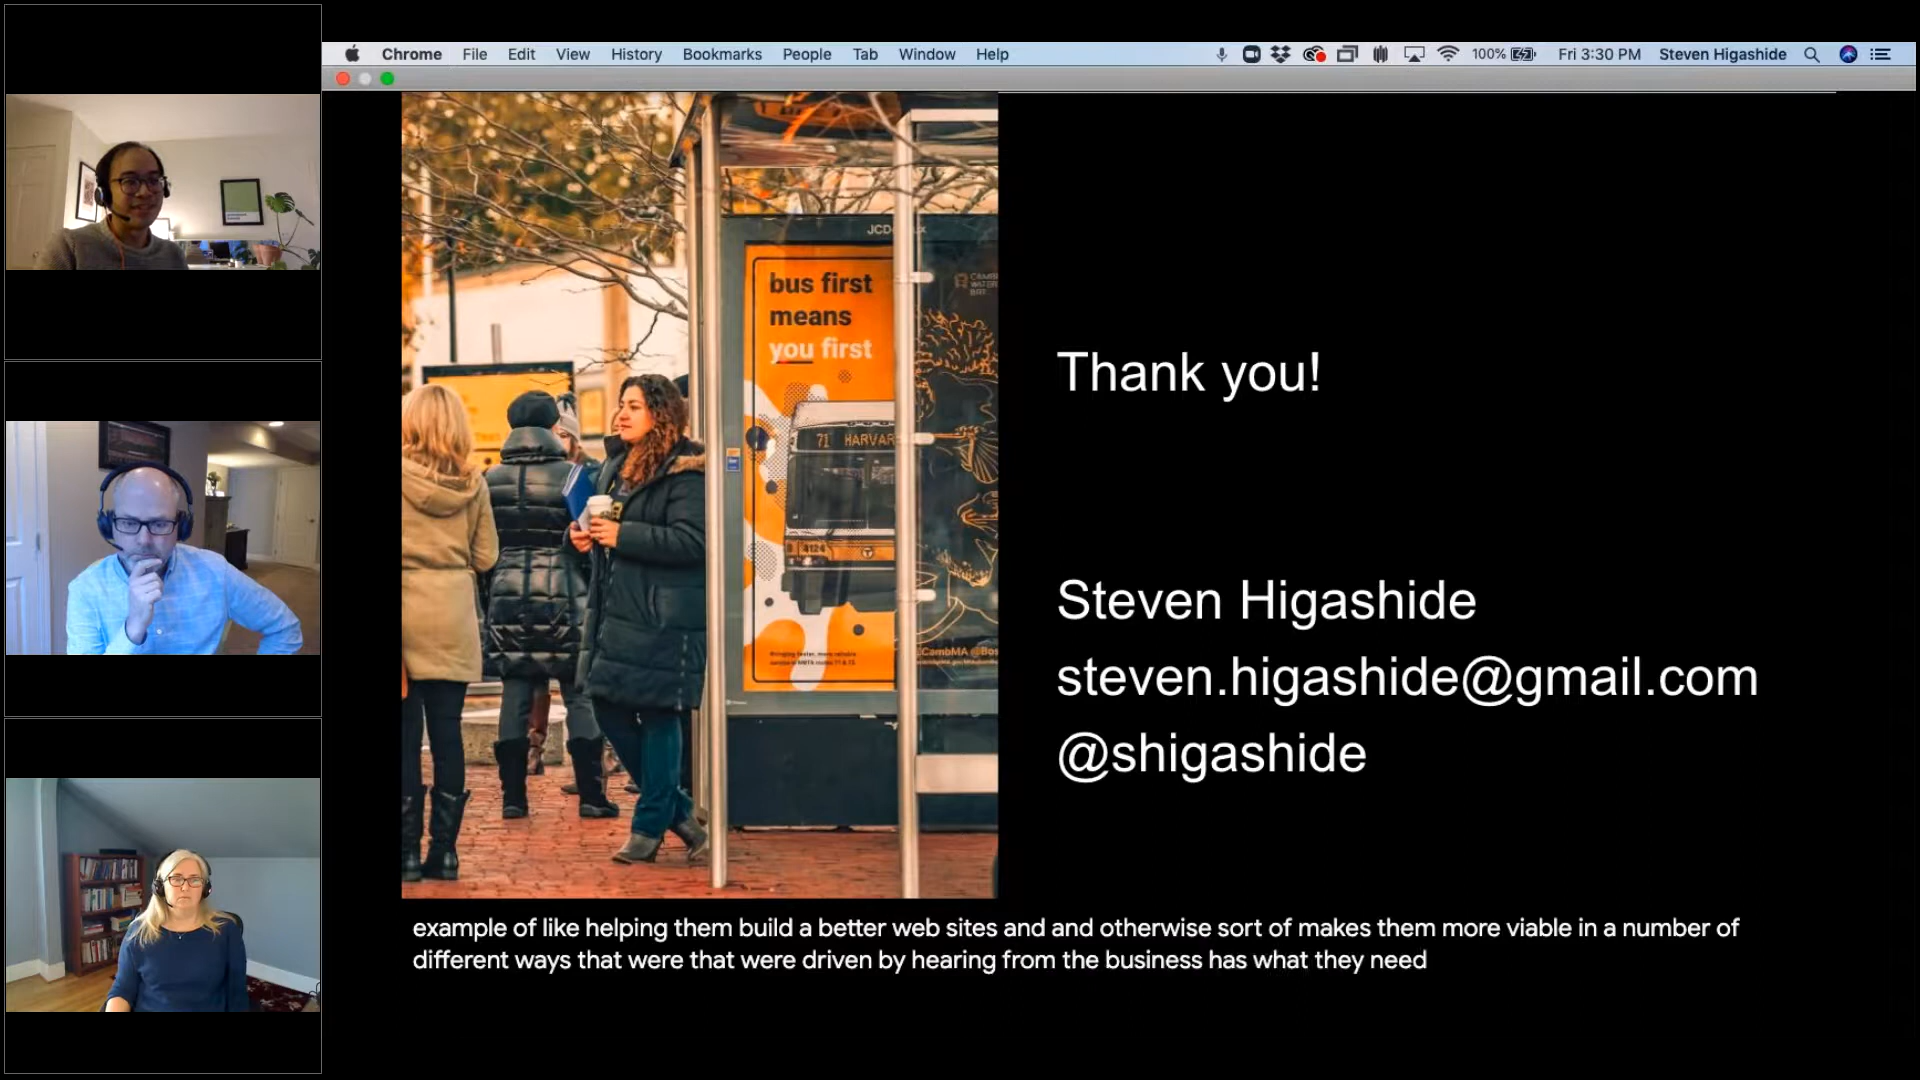 Chrome File Edit View History Bookmarks People Tab Window Help 100% Fri 3:30 PM Steven Higashide
bus first
means
you first
71 HARVAR
4124
T
Thank you!
Steven Higashide
steven.higashide@gmail.com
@shigashide
example of like helping them build a better web sites and and otherwise sort of makes them more viable in a number of
different ways that were that were driven by hearing from the business has what they need